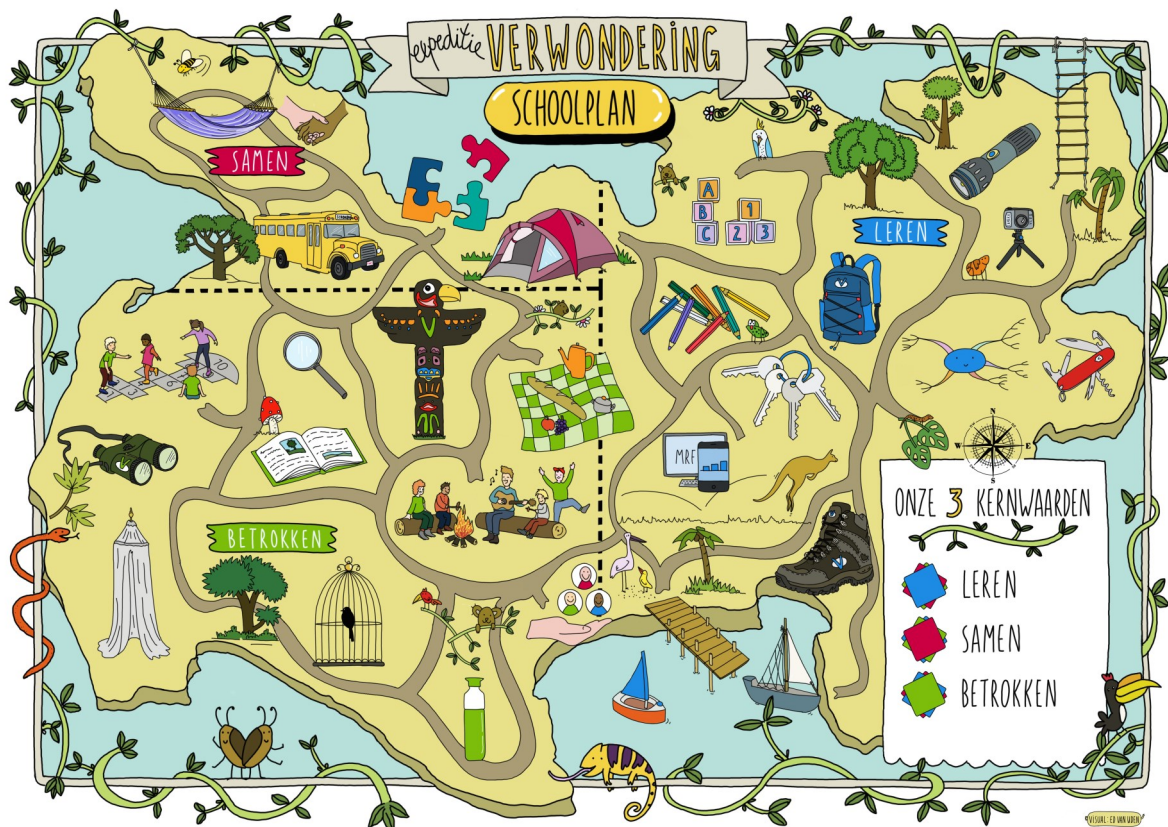 expeditie VERWONDERING
SCHOOLPLAN
SAMEN
A
B 1
C 2 3
LEREN
10
MRF
N
W E
S
ONZE 3 KERNWAARDEN
LEREN
SAMEN
BETROKKEN
BETROKKEN
VISUAL: ED VAN UDEN